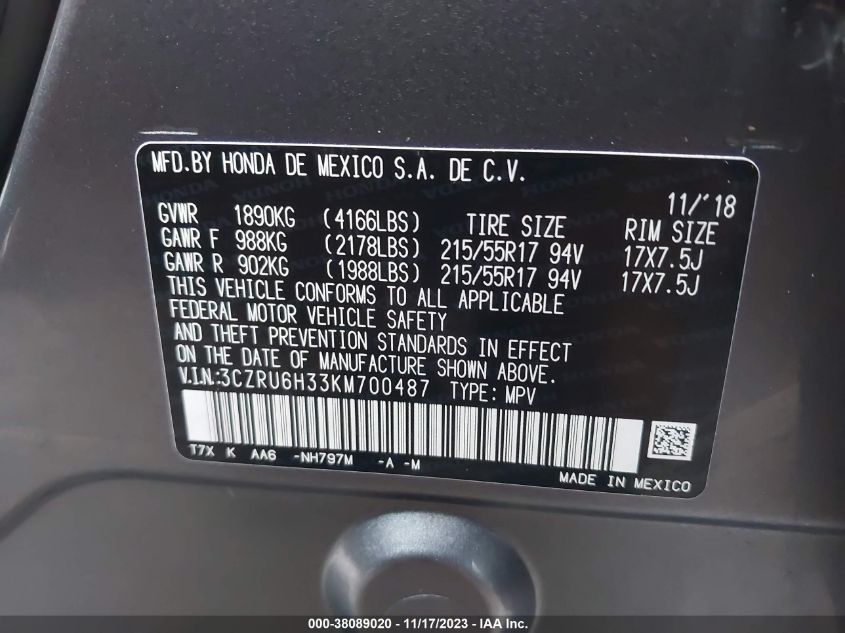 MFD.BY HONDA DE MEXICO S.A. DE C.V.
11/'18
GVWR 1890KG (4166LBS) TIRE SIZE RIM SIZE
GAWR F 988KG (2178LBS) 215/55R17 94V 17X7.5J
GAWR R 902KG (1988LBS) 215/55R17 94V 17X7.5J
THIS VEHICLE CONFORMS TO ALL APPLICABLE
FEDERAL MOTOR VEHICLE SAFETY
AND THEFT PREVENTION STANDARDS IN EFFECT
ON THE DATE OF MANUFACTURE SHOWN ABOVE.
V.I.N:3CZRU6H33KM700487 TYPE:MPV
T7X K AA6 -NH797M -A -M
MADE IN MEXICO
000-38089020 - 11/17/2023 - IAA Inc.